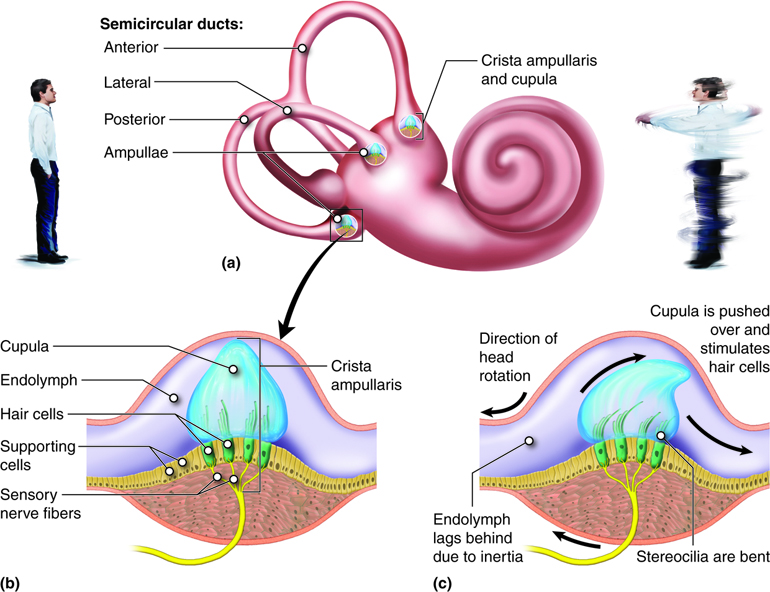 Semicircular ducts:
Anterior
Lateral
Posterior
Ampullae
Crista ampullaris
and cupula
(a)
Cupula
Endolymph
Hair cells
Supporting
cells
Sensory
nerve fibers
Crista
ampullaris
(b)
Direction of
head
rotation
Cupula is pushed
over and
stimulates
hair cells
Endolymph
lags behind
due to inertia
Stereocilia are bent
(c)